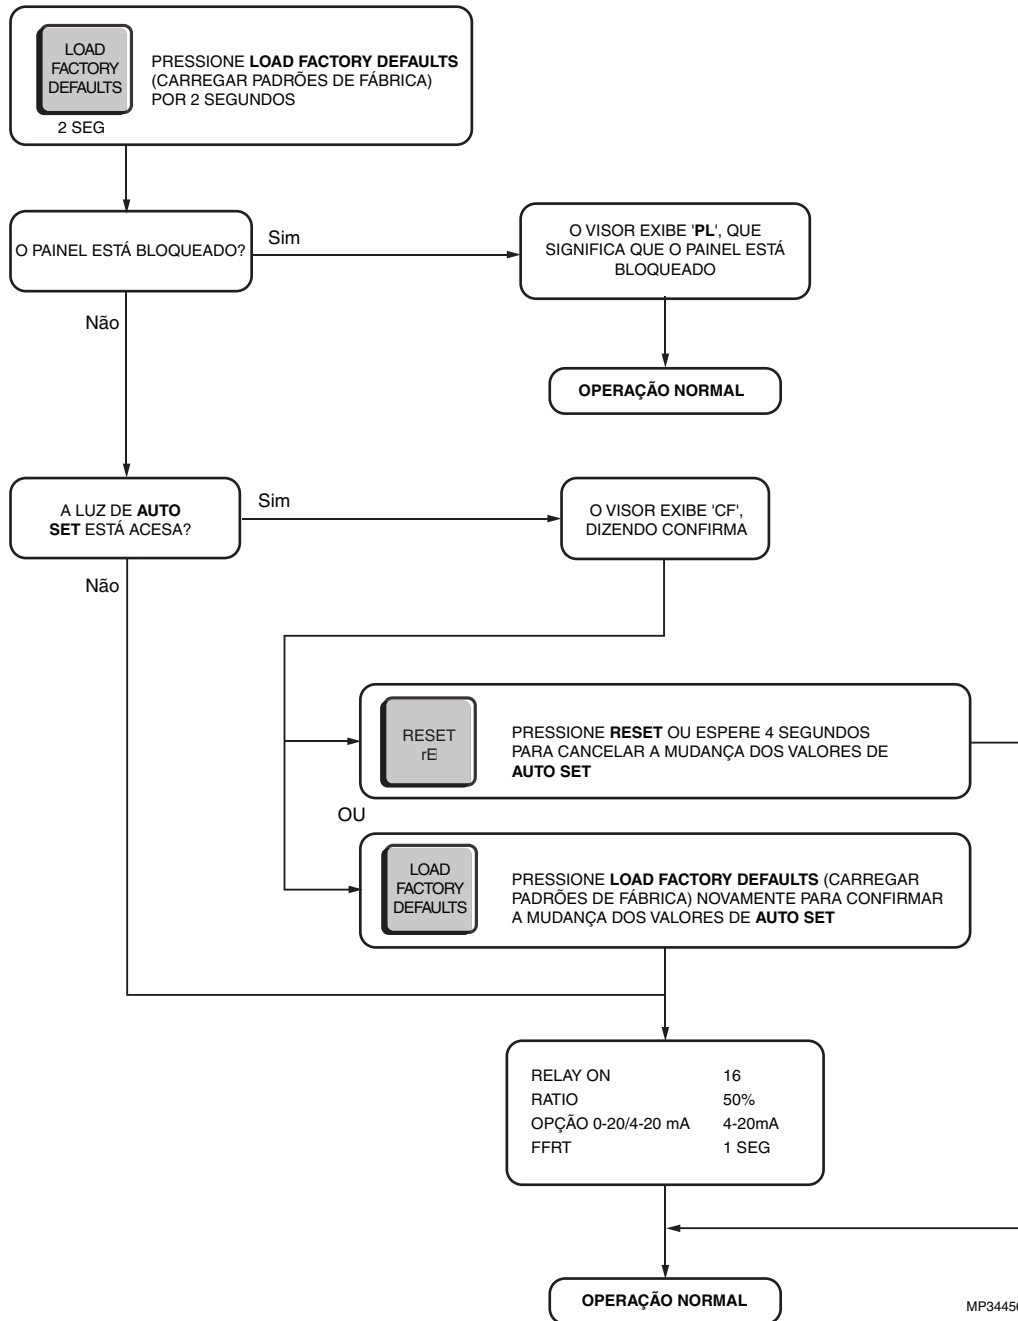 LOAD
FACTORY
DEFAULTS
2 SEG
PRESSIONE LOAD FACTORY DEFAULTS
(CARREGAR PADRÕES DE FÁBRICA)
POR 2 SEGUNDOS
O PAINEL ESTÁ BLOQUEADO?
Sim
O VISOR EXIBE 'PL', QUE
SIGNIFICA QUE O PAINEL ESTÁ
BLOQUEADO
Não
OPERAÇÃO NORMAL
A LUZ DE AUTO
SET ESTÁ ACESA?
Sim
O VISOR EXIBE 'CF',
DIZENDO CONFIRMA
Não
RESET
rE
PRESSIONE RESET OU ESPERE 4 SEGUNDOS
PARA CANCELAR A MUDANÇA DOS VALORES DE
AUTO SET
OU
LOAD
FACTORY
DEFAULTS
PRESSIONE LOAD FACTORY DEFAULTS (CARREGAR
PADRÕES DE FÁBRICA) NOVAMENTE PARA CONFIRMAR
A MUDANÇA DOS VALORES DE AUTO SET
RELAY ON 16
RATIO 50%
OPÇÃO 0-20/4-20 mA 4-20mA
FFRT 1 SEG
OPERAÇÃO NORMAL